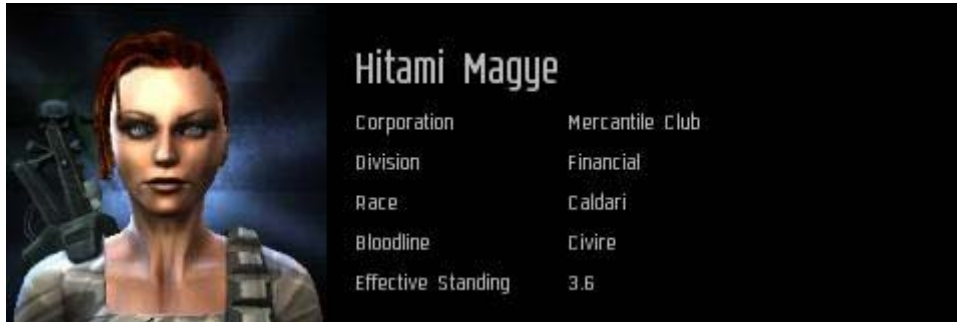 Hitami Magye
Corporation Mercantile Club
Division Financial
Race Caldari
Bloodline Civire
Effective Standing 3.6